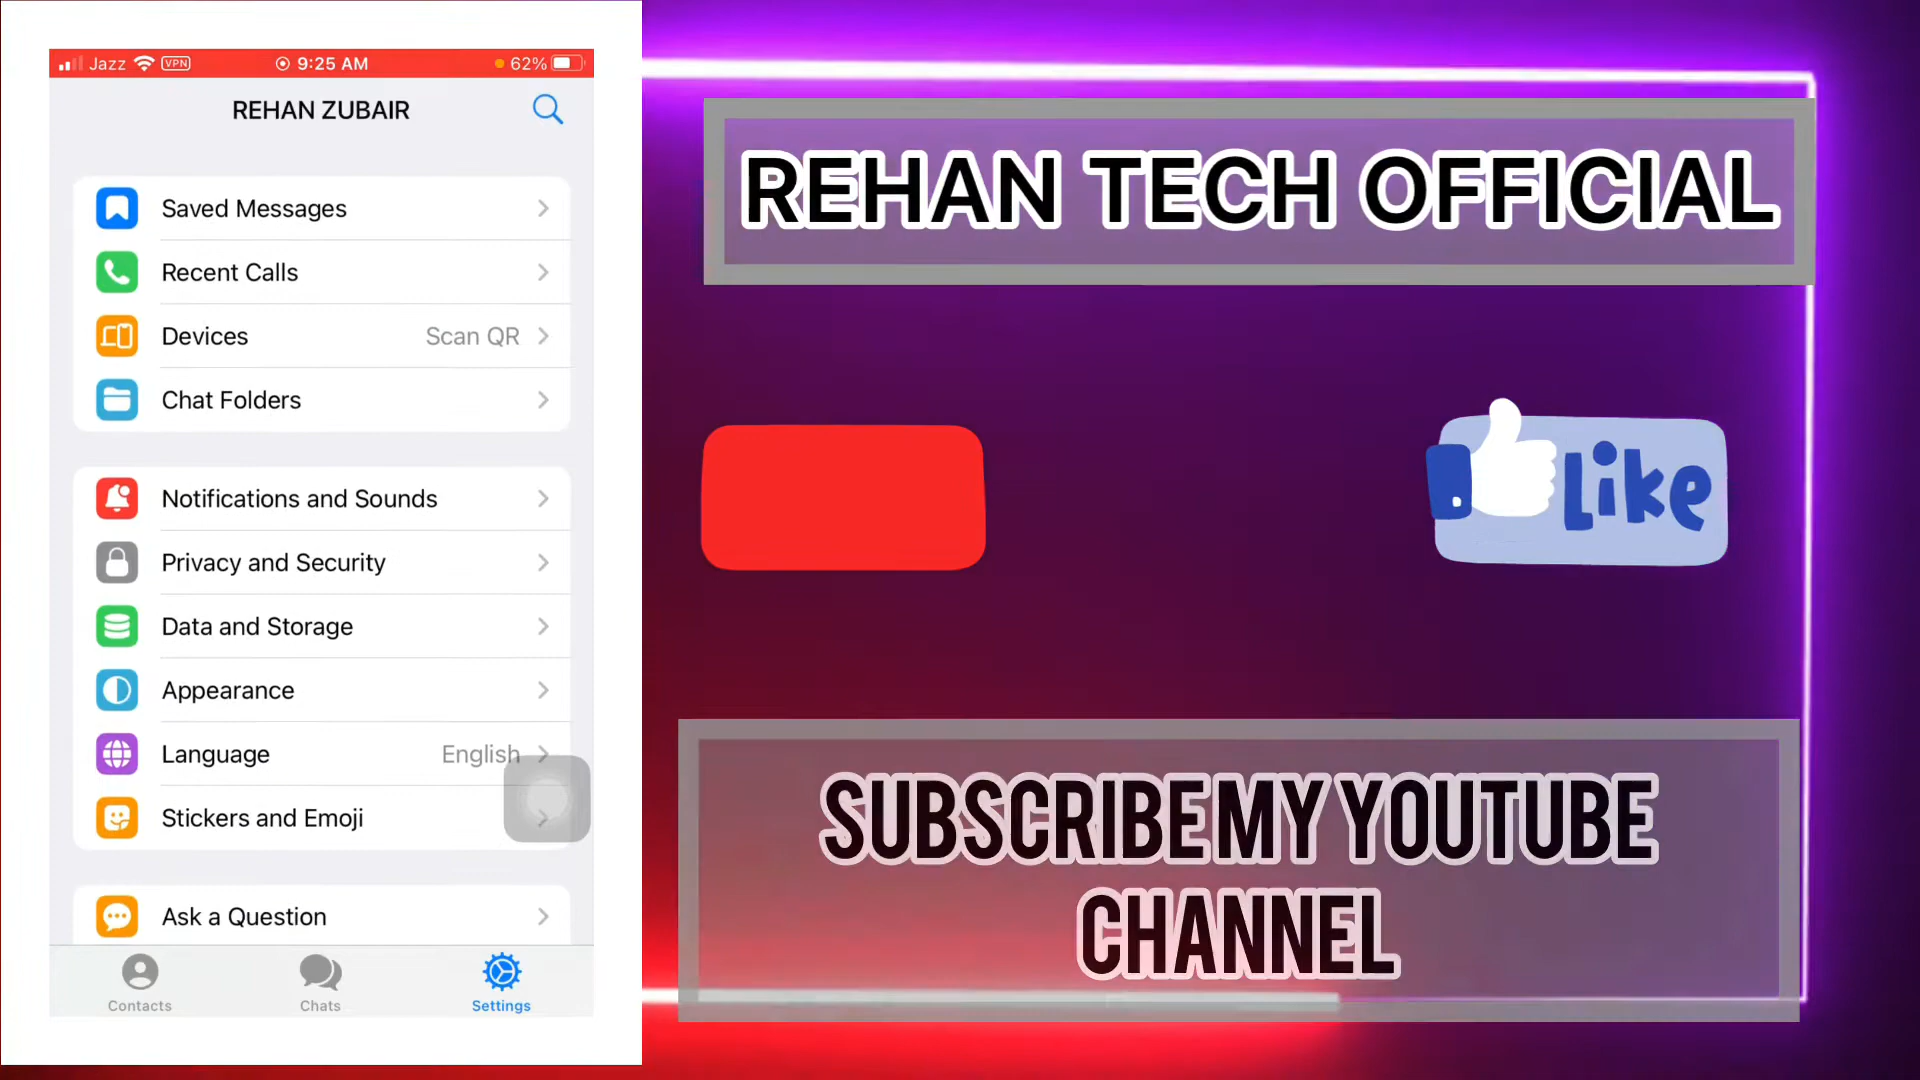 Jazz VPN 9:25 AM 62%
REHAN ZUBAIR
Saved Messages
Recent Calls
Devices Scan QR
Chat Folders
Notifications and Sounds
Privacy and Security
Data and Storage
Appearance
Language English
Stickers and Emoji
Ask a Question
Contacts Chats Settings
REHAN TECH OFFICIAL
Like
SUBSCRIBE MY YOUTUBE
CHANNEL